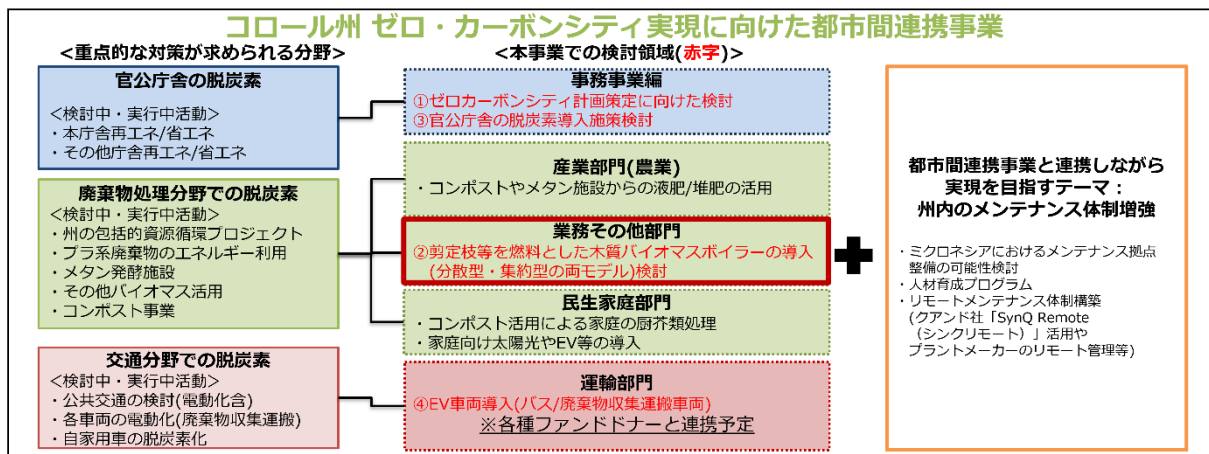 コロール州 ゼロ・カーボンシティ実現に向けた都市間連携事業
<重点的な対策が求められる分野>
官公庁舎の脱炭素
<検討中・実行中活動>
・本庁舎再エネ/省エネ
・その他庁舎再エネ/省エネ
廃棄物処理分野での脱炭素
<検討中・実行中活動>
・州の包括的資源循環プロジェクト
・プラ系廃棄物のエネルギー利用
・メタン発酵施設
・その他バイオマス活用
・コンポスト事業
交通分野での脱炭素
<検討中・実行中活動>
・公共交通の検討(電動化含)
・各車両の電動化(廃棄物収集運搬)
・自家用車の脱炭素化
<本事業での検討領域(赤字)>
事務事業編
①ゼロカーボンシティ計画策定に向けた検討
③官公庁舎の脱炭素導入施策検討
産業部門(農業)
・コンポストやメタン施設からの液肥/堆肥の活用
業務その他部門
②剪定枝等を燃料とした木質バイオマスボイラーの導入
(分散型・集約型の両モデル)検討
民生家庭部門
・コンポスト活用による家庭の厨芥類処理
・家庭向け太陽光やEV等の導入
運輸部門
④EV車両導入(バス/廃棄物収集運搬車両)
※各種ファンドドナーと連携予定
都市間連携事業と連携しながら
実現を目指すテーマ：
州内のメンテナンス体制増強
・ミクロネシアにおけるメンテナンス拠点
整備の可能性検討
・人材育成プログラム
・リモートメンテナンス体制構築
(クアンド社「SynQ Remote
（シンクリモート）」活用や
プラントメーカーのリモート管理等)